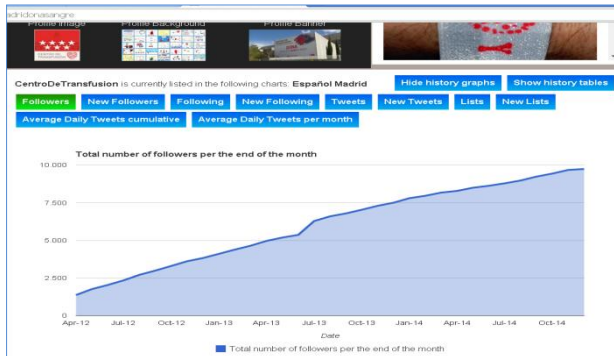 adridonasangre
Profile Image
Profile Background
Profile Banner
CentroDeTransfusion is currently listed in the following charts: Español Madrid
Hide history graphs
Show history tables
Followers
New Followers
Following
New Following
Tweets
New Tweets
Lists
New Lists
Average Daily Tweets cumulative
Average Daily Tweets per month
Total number of followers per the end of the month
10.000
7.500
5.000
2.500
0
Apr-12
Jul-12
Oct-12
Jan-13
Apr-13
Jul-13
Oct-13
Jan-14
Apr-14
Jul-14
Oct-14
Date
Total number of followers per the end of the month